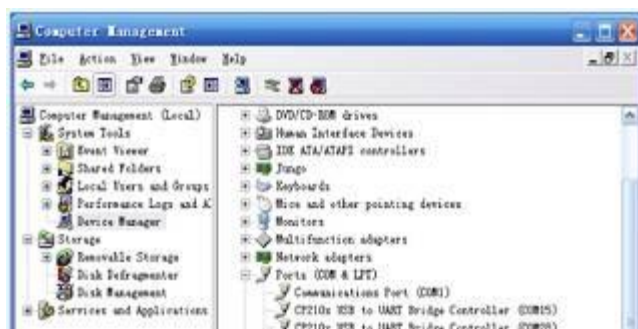 Computer Management
File Action View Window Help
Computer Management (Local)
System Tools
Event Viewer
Shared Folders
Local Users and Groups
Performance Logs and A
Device Manager
Storage
Removable Storage
Disk Defragmenter
Disk Management
Services and Applications
DVD/CD-ROM drives
Human Interface Devices
IDE ATA/ATAPI controllers
Jungo
Keyboards
Mice and other pointing devices
Monitors
Multifunction adapters
Network adapters
Ports (COM & LPT)
Communications Port (COM1)
CP210x USB to UART Bridge Controller (COM15)
CP210x USB to UART Bridge Controller